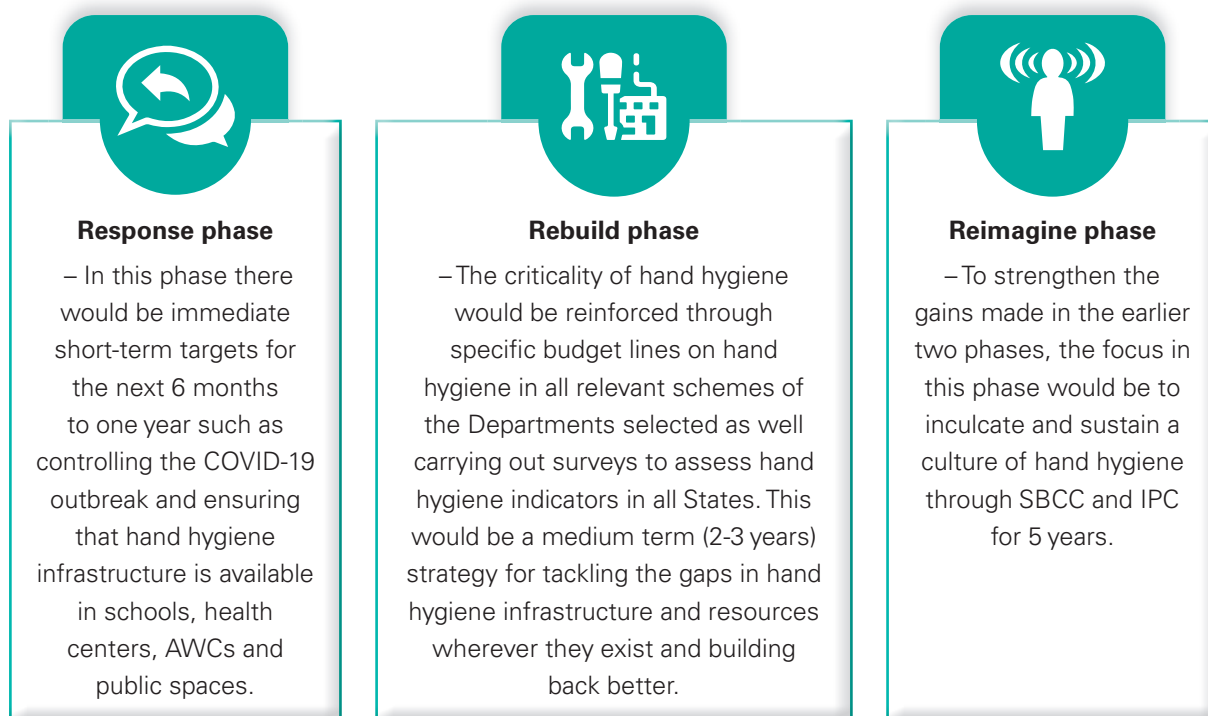 Response phase
– In this phase there
would be immediate
short-term targets for
the next 6 months
to one year such as
controlling the COVID-19
outbreak and ensuring
that hand hygiene
infrastructure is available
in schools, health
centers, AWCs and
public spaces.
Rebuild phase
– The criticality of hand hygiene
would be reinforced through
specific budget lines on hand
hygiene in all relevant schemes of
the Departments selected as well
carrying out surveys to assess hand
hygiene indicators in all States. This
would be a medium term (2-3 years)
strategy for tackling the gaps in hand
hygiene infrastructure and resources
wherever they exist and building
back better.
Reimagine phase
– To strengthen the
gains made in the earlier
two phases, the focus in
this phase would be to
inculcate and sustain a
culture of hand hygiene
through SBCC and IPC
for 5 years.